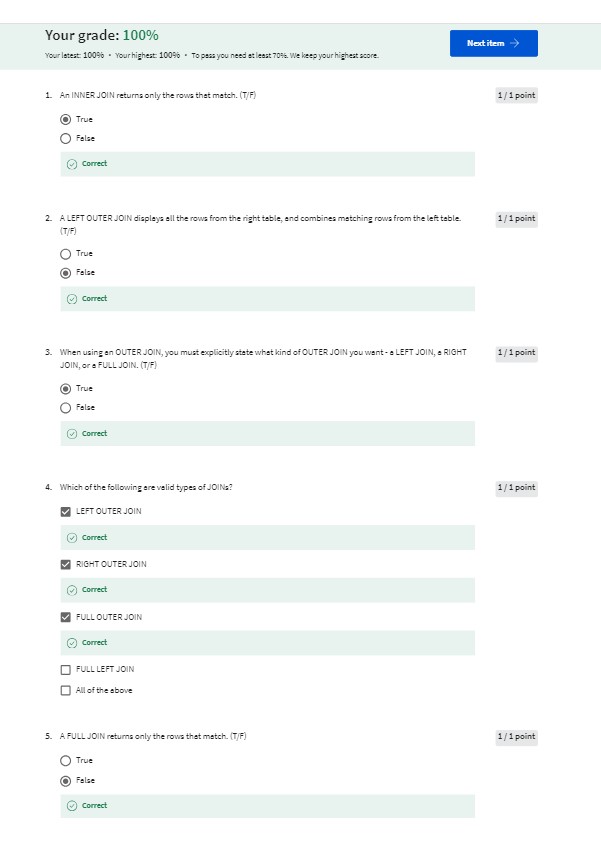 Your grade: 100%
Your latest: 100% • Your highest: 100% • To pass you need at least 70%. We keep your highest score.
Next item →
1. An INNER JOIN returns only the rows that match. (T/F)
1 / 1 point
True
False
Correct
2. A LEFT OUTER JOIN displays all the rows from the right table, and combines matching rows from the left table.
(T/F)
1 / 1 point
True
False
Correct
3. When using an OUTER JOIN, you must explicitly state what kind of OUTER JOIN you want - a LEFT JOIN, a RIGHT
JOIN, or a FULL JOIN. (T/F)
1 / 1 point
True
False
Correct
4. Which of the following are valid types of JOINs?
1 / 1 point
LEFT OUTER JOIN
Correct
RIGHT OUTER JOIN
Correct
FULL OUTER JOIN
Correct
FULL LEFT JOIN
All of the above
5. A FULL JOIN returns only the rows that match. (T/F)
1 / 1 point
True
False
Correct